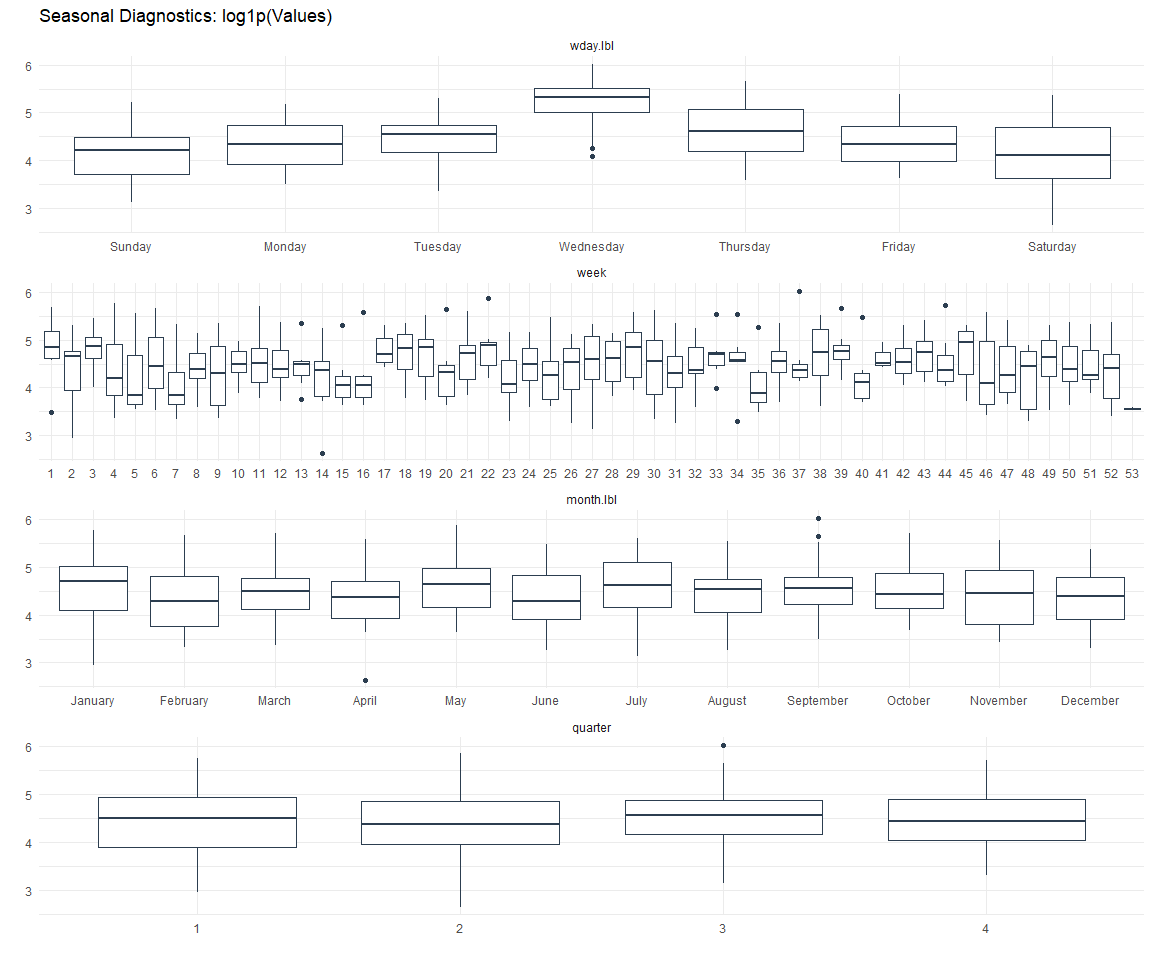 Seasonal Diagnostics: log1p(Values)
wday.lbl
6
5
4
3
Sunday Monday Tuesday Wednesday Thursday Friday Saturday
week
6
5
4
3
1 2 3 4 5 6 7 8 9 10 11 12 13 14 15 16 17 18 19 20 21 22 23 24 25 26 27 28 29 30 31 32 33 34 35 36 37 38 39 40 41 42 43 44 45 46 47 48 49 50 51 52 53
month.lbl
6
5
4
3
January February March April May June July August September October November December
quarter
6
5
4
3
1 2 3 4